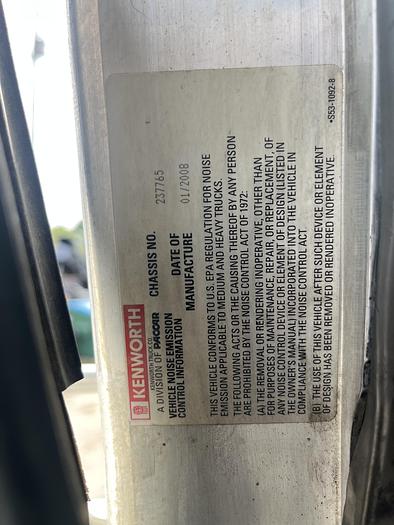 KENWORTH
KENWORTH TRUCK CO.
A DIVISION OF PACCAR
VEHICLE NOISE EMISSION
CONTROL INFORMATION
CHASSIS NO. 237765
DATE OF
MANUFACTURE 01/2008
THIS VEHICLE CONFORMS TO U.S. EPA REGULATION FOR NOISE
EMISSION APPLICABLE TO MEDIUM AND HEAVY TRUCKS.
THE FOLLOWING ACTS OR THE CAUSING THEREOF BY ANY PERSON
ARE PROHIBITED BY THE NOISE CONTROL ACT OF 1972:
(A) THE REMOVAL OR RENDERING INOPERATIVE, OTHER THAN
FOR PURPOSES OF MAINTENANCE, REPAIR, OR REPLACEMENT, OF
ANY NOISE CONTROL DEVICE OR ELEMENT OF DESIGN (LISTED IN
THE OWNER'S MANUAL) INCORPORATED INTO THE VEHICLE IN
COMPLIANCE WITH THE NOISE CONTROL ACT.
(B) THE USE OF THIS VEHICLE AFTER SUCH DEVICE OR ELEMENT
OF DESIGN HAS BEEN REMOVED OR RENDERED INOPERATIVE.
•S53-1092-8